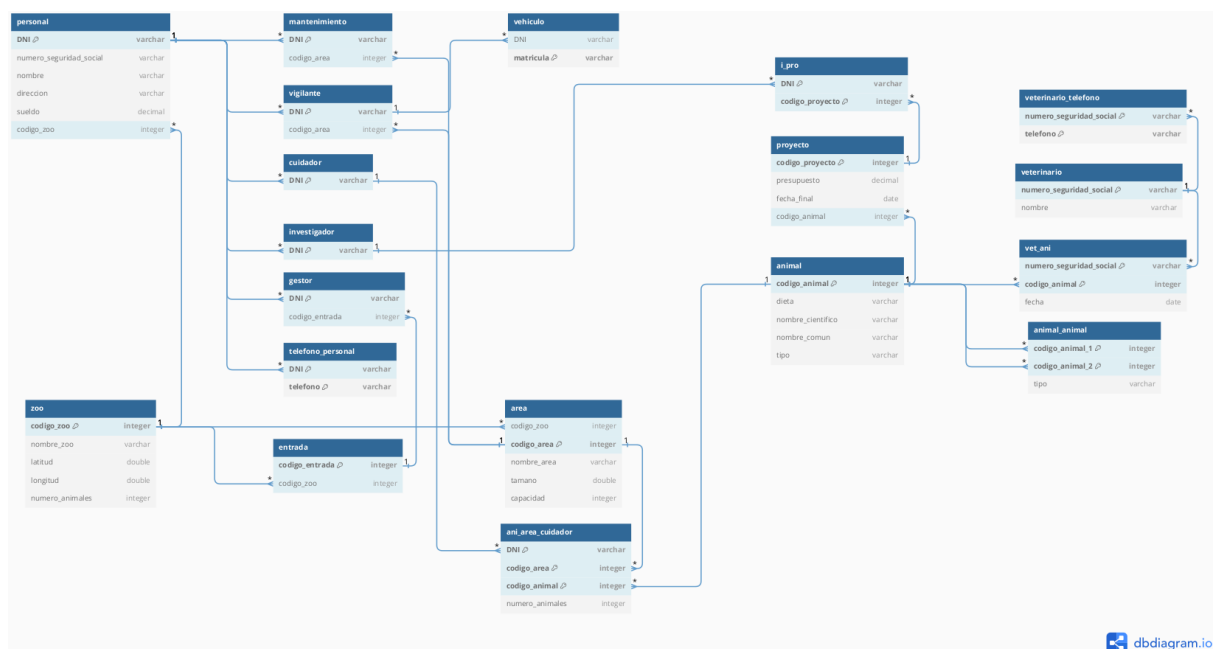 personal
DNI varchar
numero_seguridad_social varchar
nombre varchar
direccion varchar
sueldo decimal
codigo_zoo integer
mantenimiento
DNI varchar
codigo_area integer
vehiculo
DNI varchar
matricula varchar
vigilante
DNI varchar
codigo_area integer
cuidador
DNI varchar
investigador
DNI varchar
gestor
DNI varchar
codigo_entrada integer
telefono_personal
DNI varchar
telefono varchar
i_pro
DNI varchar
codigo_proyecto integer
proyecto
codigo_proyecto integer
presupuesto decimal
fecha_final date
codigo_animal integer
animal
codigo_animal integer
dieta varchar
nombre_cientifico varchar
nombre_comun varchar
tipo varchar
veterinario_telefono
numero_seguridad_social varchar
telefono varchar
veterinario
numero_seguridad_social varchar
nombre varchar
vet_ani
numero_seguridad_social varchar
codigo_animal integer
fecha date
animal_animal
codigo_animal_1 integer
codigo_animal_2 integer
tipo varchar
zoo
codigo_zoo integer
nombre_zoo varchar
latitud double
longitud double
numero_animales integer
entrada
codigo_entrada integer
codigo_zoo integer
area
codigo_zoo integer
codigo_area integer
nombre_area varchar
tamano double
capacidad integer
ani_area_cuidador
DNI varchar
codigo_area integer
codigo_animal integer
numero_animales integer
dbdiagram.io